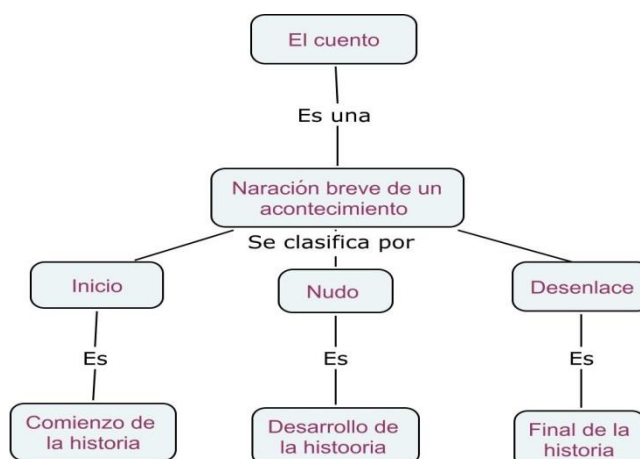 El cuento
Es una
Naración breve de un
acontecimiento
Se clasifica por
Inicio
Nudo
Desenlace
Es
Es
Es
Comienzo de
la historia
Desarrollo de
la histooria
Final de la
historia